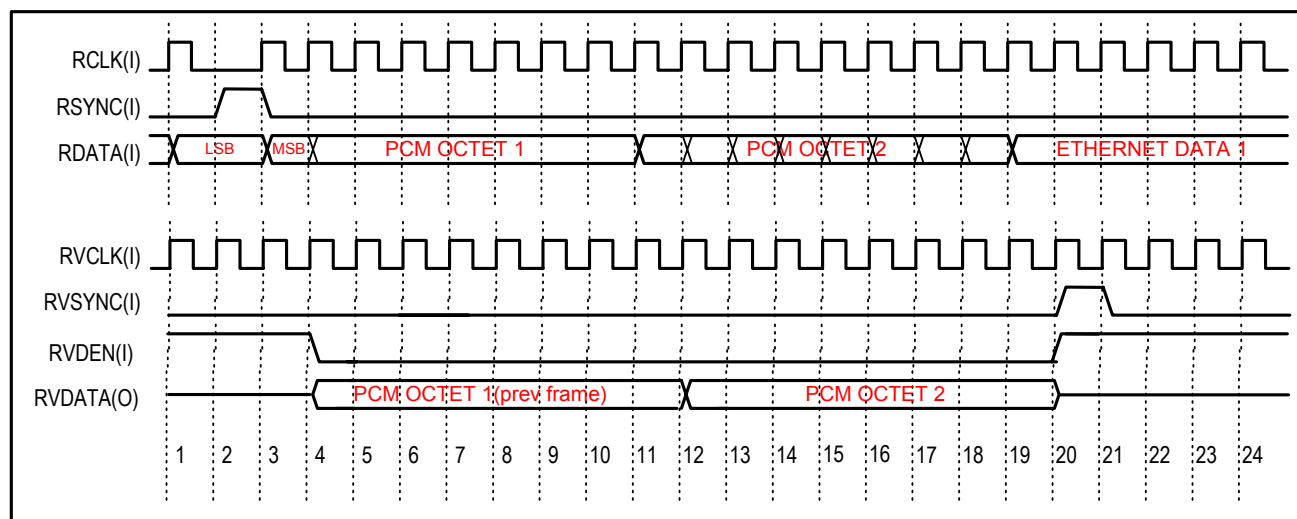 RCLK(I)
RSYNC(I)
RDATA(I) LSB MSB PCM OCTET 1 PCM OCTET 2 ETHERNET DATA 1
RVCLK(I)
RVSYNC(I)
RVDEN(I)
RVDATA(O) PCM OCTET 1(prev frame) PCM OCTET 2
1 2 3 4 5 6 7 8 9 10 11 12 13 14 15 16 17 18 19 20 21 22 23 24